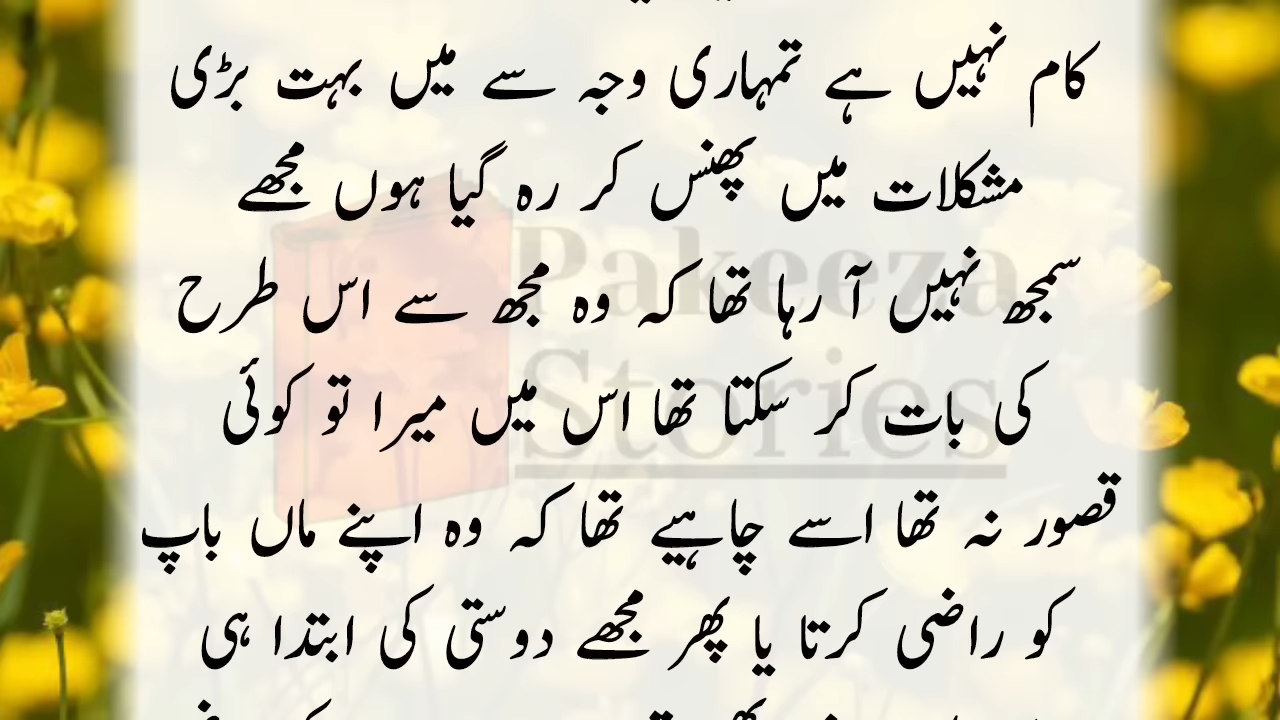 کام نہیں ہے تمہاری وجہ سے میں بہت بڑی
مشکلات میں پھنس کر رہ گیا ہوں مجھے
سمجھ نہیں آ رہا تھا کہ وہ مجھ سے اس طرح
کی بات کر سکتا تھا اس میں میرا تو کوئی
قصور نہ تھا اسے چاہیے تھا کہ وہ اپنے ماں باپ
کو راضی کرتا یا پھر مجھے دوستی کی ابتدا ہی
Pakeeza
Stories